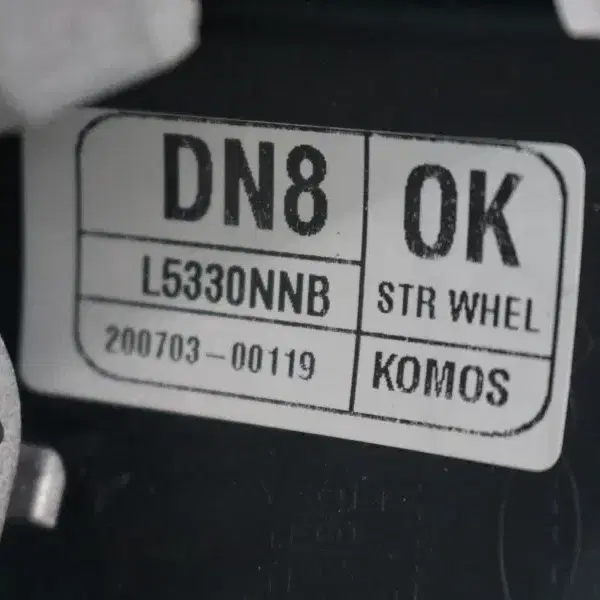 DN8
L5330NNB
200703-00119
OK
STR WHEL
KOMOS